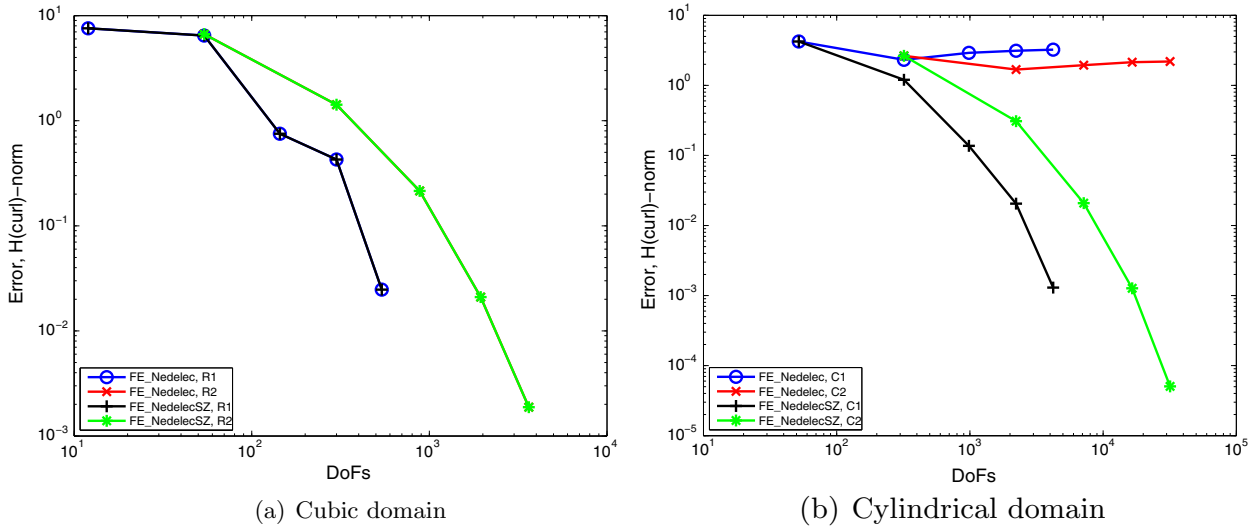 10^1
10^0
10^-1
10^-2
10^-3
Error, H(curl)-norm
FE_Nedelec, R1
FE_Nedelec, R2
FE_NedelecSZ, R1
FE_NedelecSZ, R2
10^1 10^2 10^3 10^4
DoFs
(a) Cubic domain
10^1
10^0
10^-1
10^-2
10^-3
10^-4
10^-5
Error, H(curl)-norm
FE_Nedelec, C1
FE_Nedelec, C2
FE_NedelecSZ, C1
FE_NedelecSZ, C2
10^1 10^2 10^3 10^4 10^5
DoFs
(b) Cylindrical domain